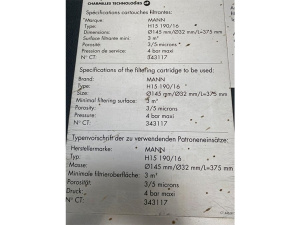 CHARMILLES TECHNOLOGIES
Specifications cartouches filtrantes:
Marque: MANN
Type: H15 190/16
Dimensions: Ø145 mm/Ø32 mm/L=375 mm
Surface filtrante mini: 3 m²
Porosité: 3/5 microns
Pression de service: 4 bar maxi
N° CT: 343117
Specifications of the filtering cartridge to be used:
Brand: MANN
Type: H15 190/16
Size: Ø145 mm/Ø32 mm/L=375 mm
Minimal filtering surface: 3 m²
Porosity: 3/5 microns
Pressure: 4 bar maxi
N° CT: 343117
Typenvorschrift der zu verwendenden Patroneneinsätze:
Herstellermarke: MANN
Typ: H15 190/16
Masse: Ø145 mm/Ø32 mm/L=375 mm
Minimale filteroberfläche: 3 m²
Porosität: 3/5 microns
Druck: 4 bar maxi
N° CT: 343117